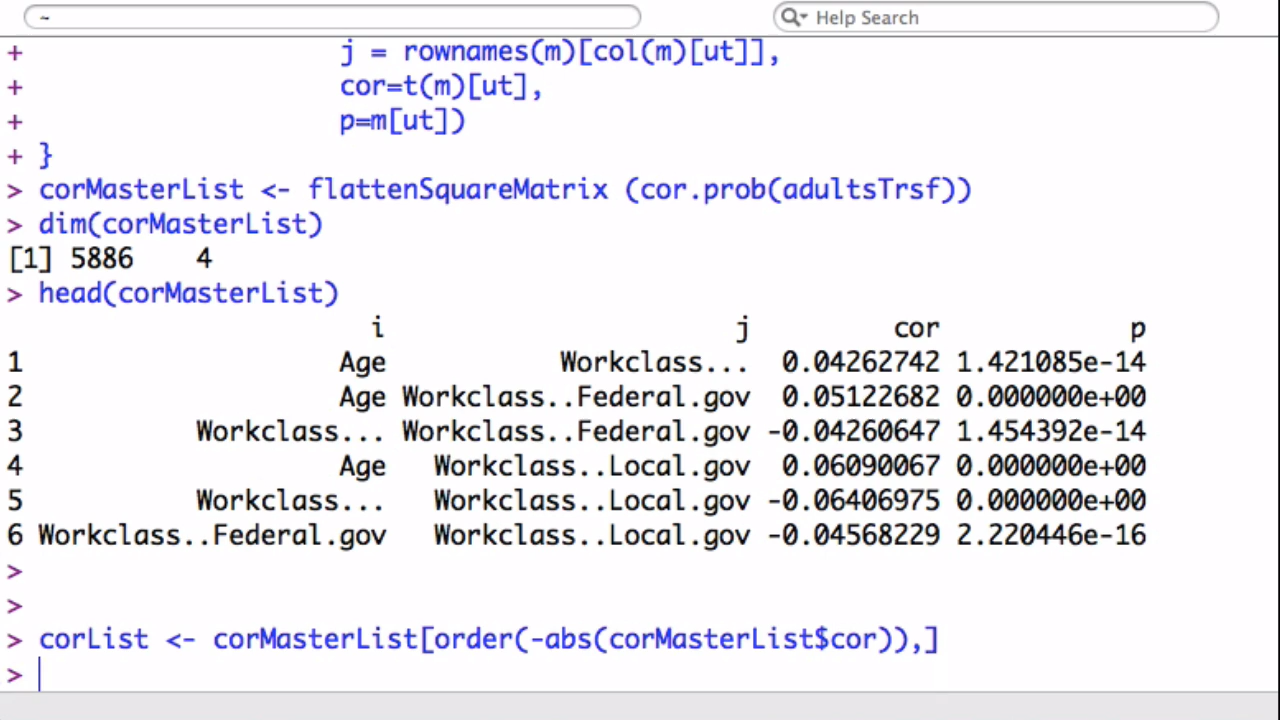 ~
Help Search
+ j = rownames(m)[col(m)[ut]],
+ cor=t(m)[ut],
+ p=m[ut])
+ }
> corMasterList <- flattenSquareMatrix (cor.prob(adultsTrsf))
> dim(corMasterList)
[1] 5886 4
> head(corMasterList)
i j cor p
1 Age Workclass... 0.04262742 1.421085e-14
2 Age Workclass..Federal.gov 0.05122682 0.000000e+00
3 Workclass... Workclass..Federal.gov -0.04260647 1.454392e-14
4 Age Workclass..Local.gov 0.06090067 0.000000e+00
5 Workclass... Workclass..Local.gov -0.06406975 0.000000e+00
6 Workclass..Federal.gov Workclass..Local.gov -0.04568229 2.220446e-16
>
>
> corList <- corMasterList[order(-abs(corMasterList$cor)),]
>